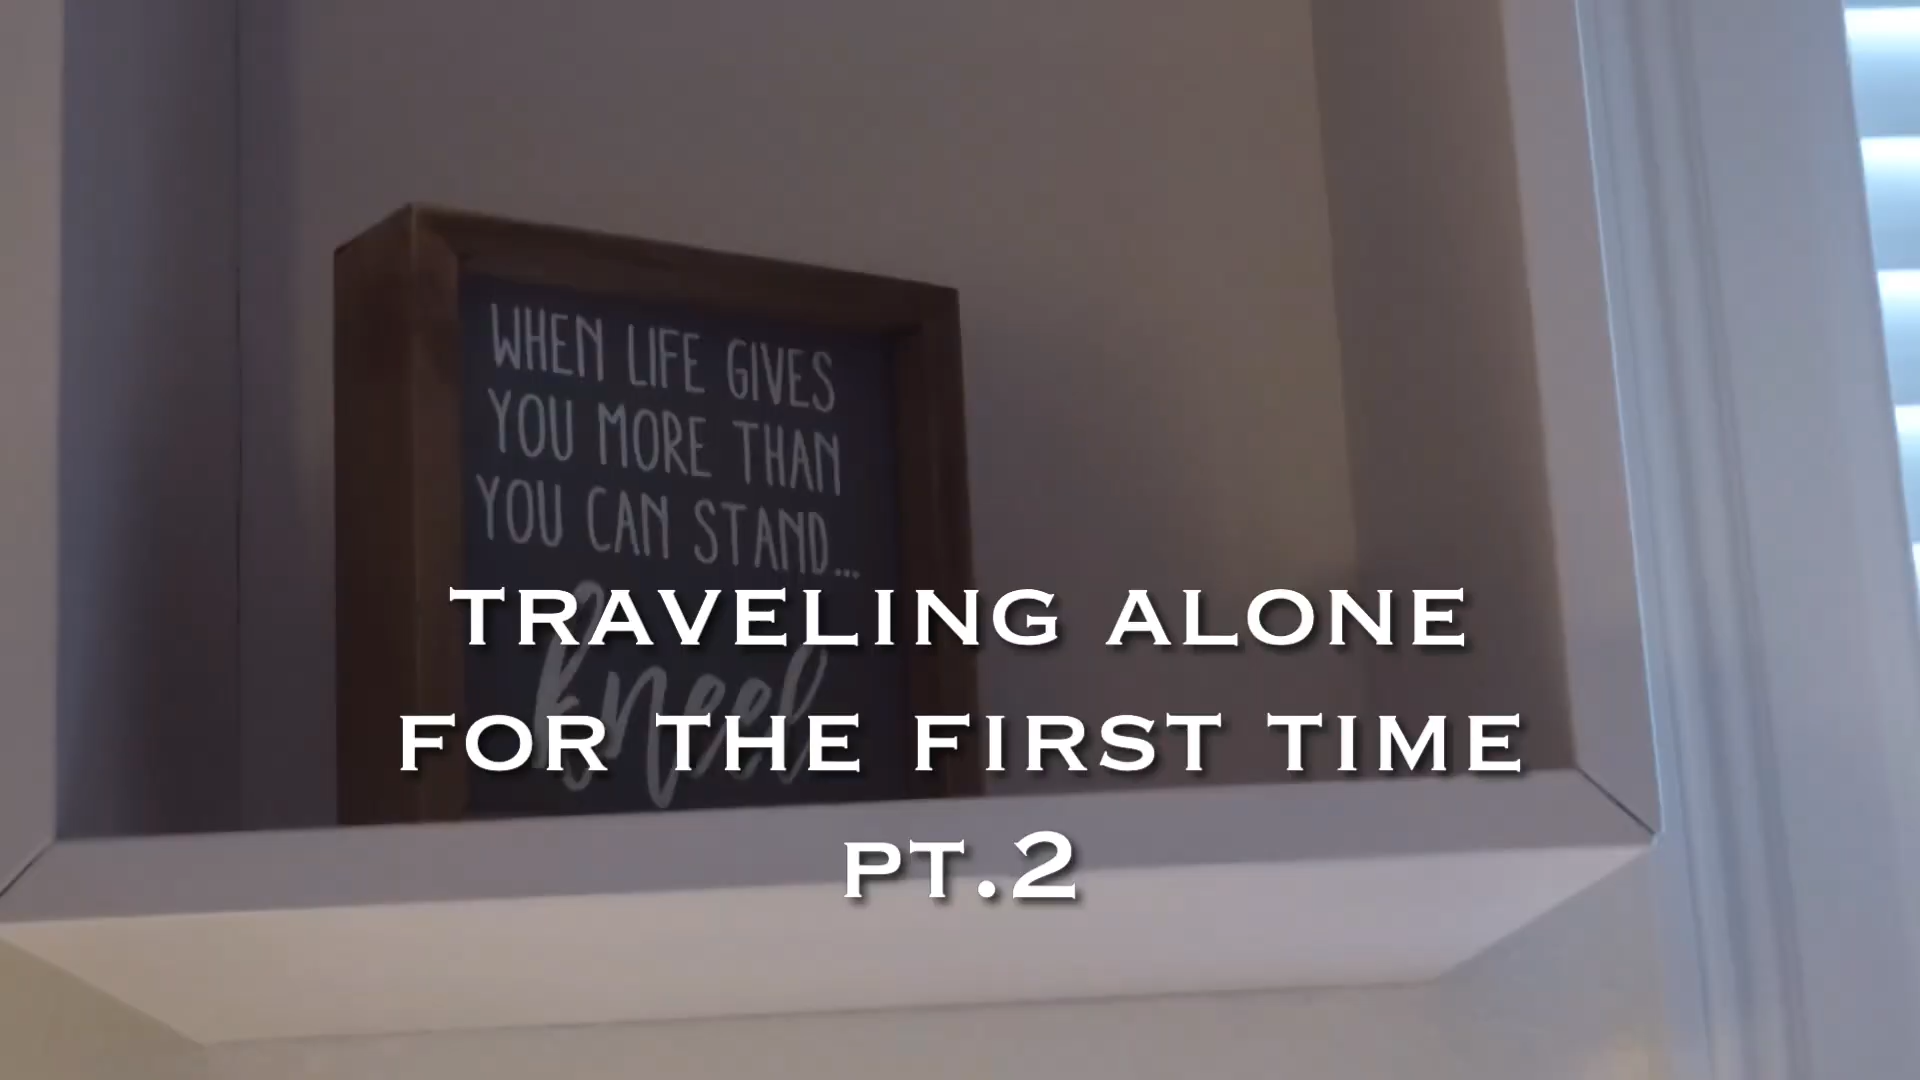 WHEN LIFE GIVES
YOU MORE THAN
YOU CAN STAND...
kneel
TRAVELING ALONE
FOR THE FIRST TIME
PT.2